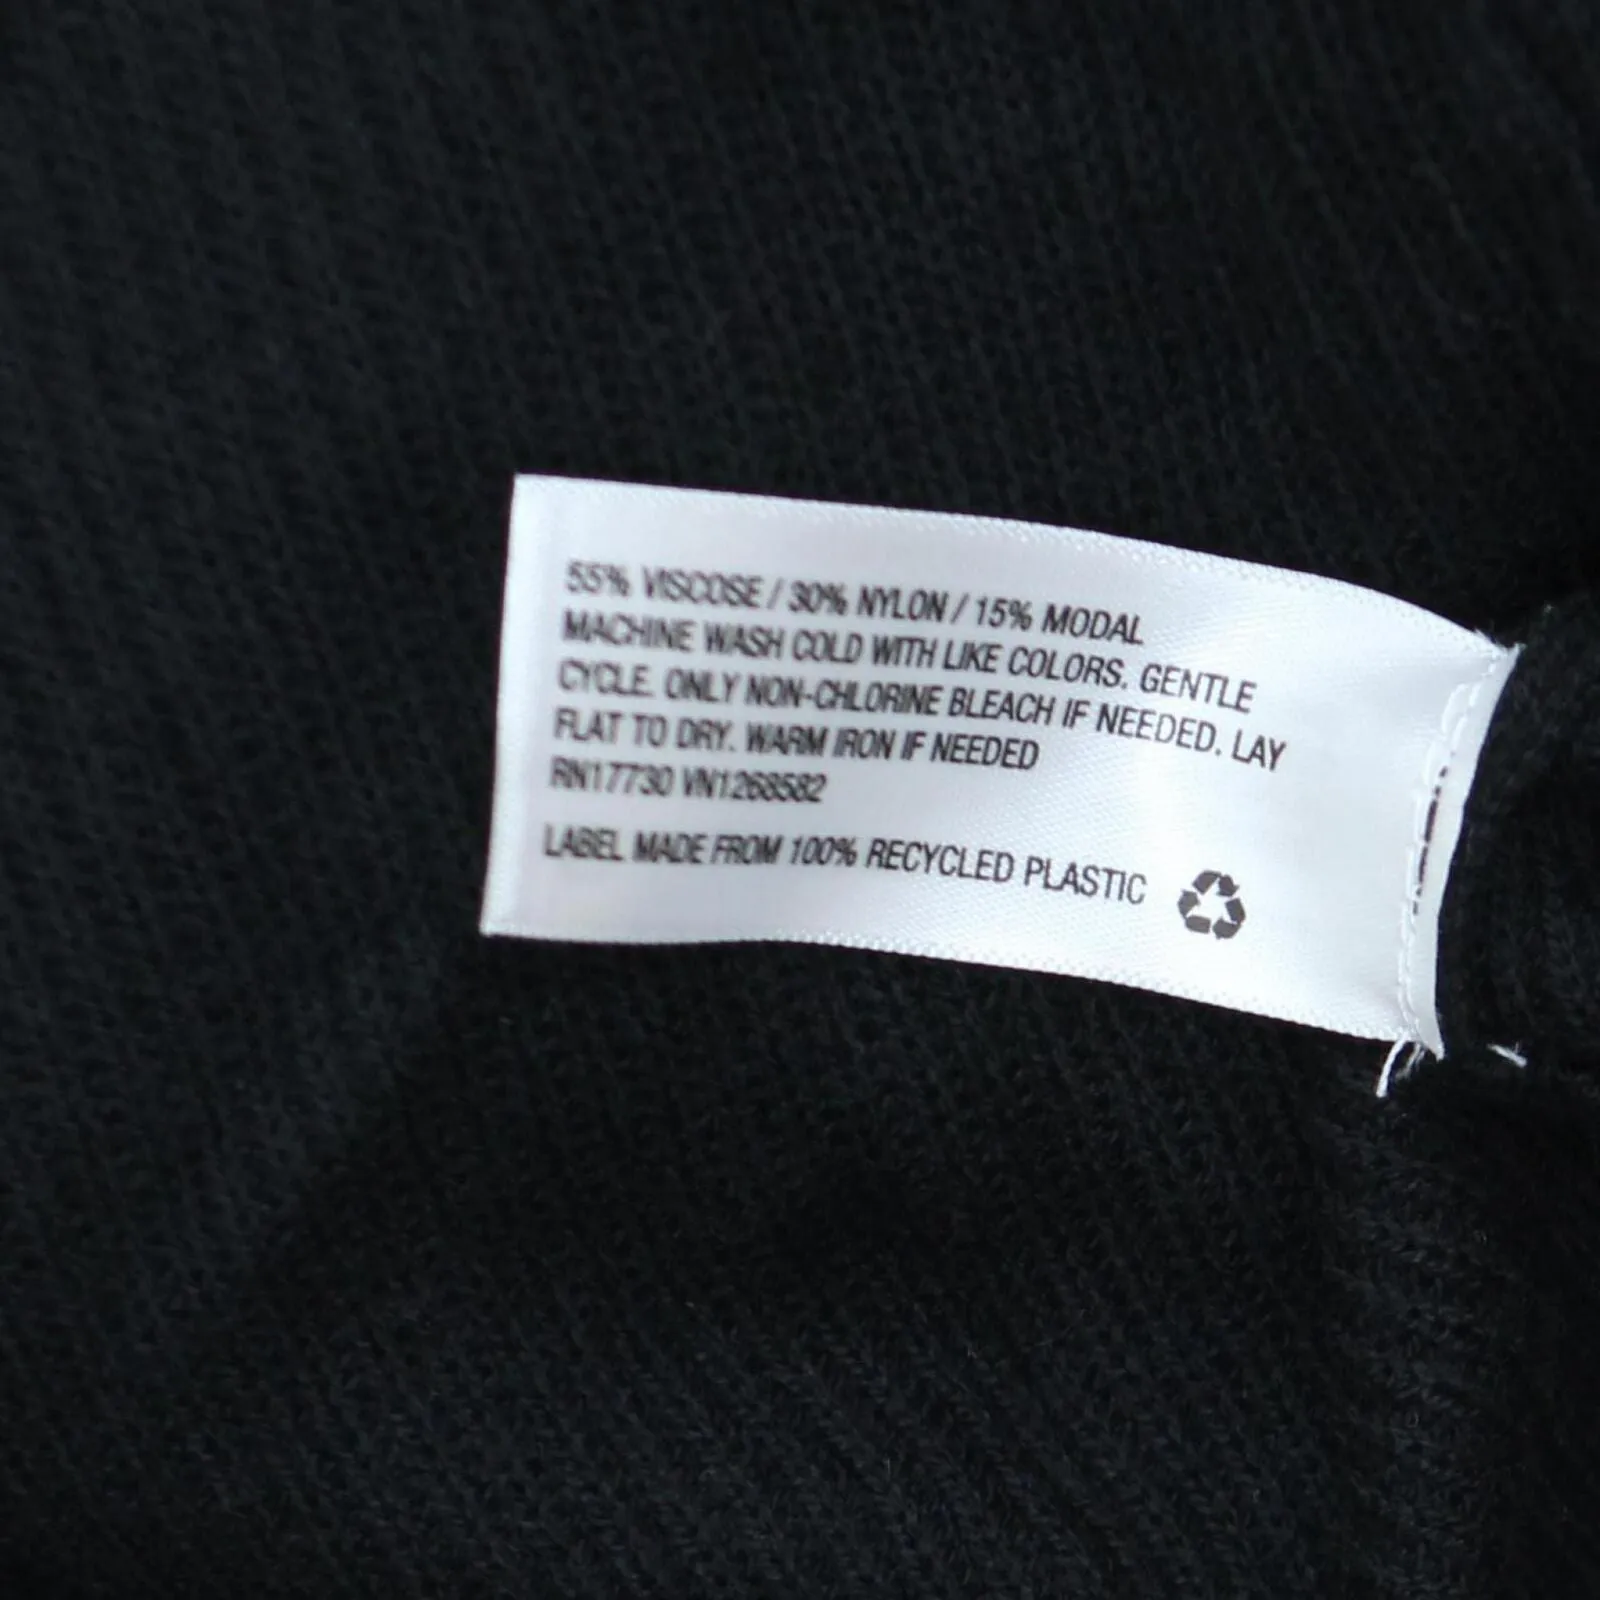 55% VISCOSE / 30% NYLON / 15% MODAL
MACHINE WASH COLD WITH LIKE COLORS. GENTLE
CYCLE. ONLY NON-CHLORINE BLEACH IF NEEDED. LAY
FLAT TO DRY. WARM IRON IF NEEDED
RN17730 VN1268582
LABEL MADE FROM 100% RECYCLED PLASTIC